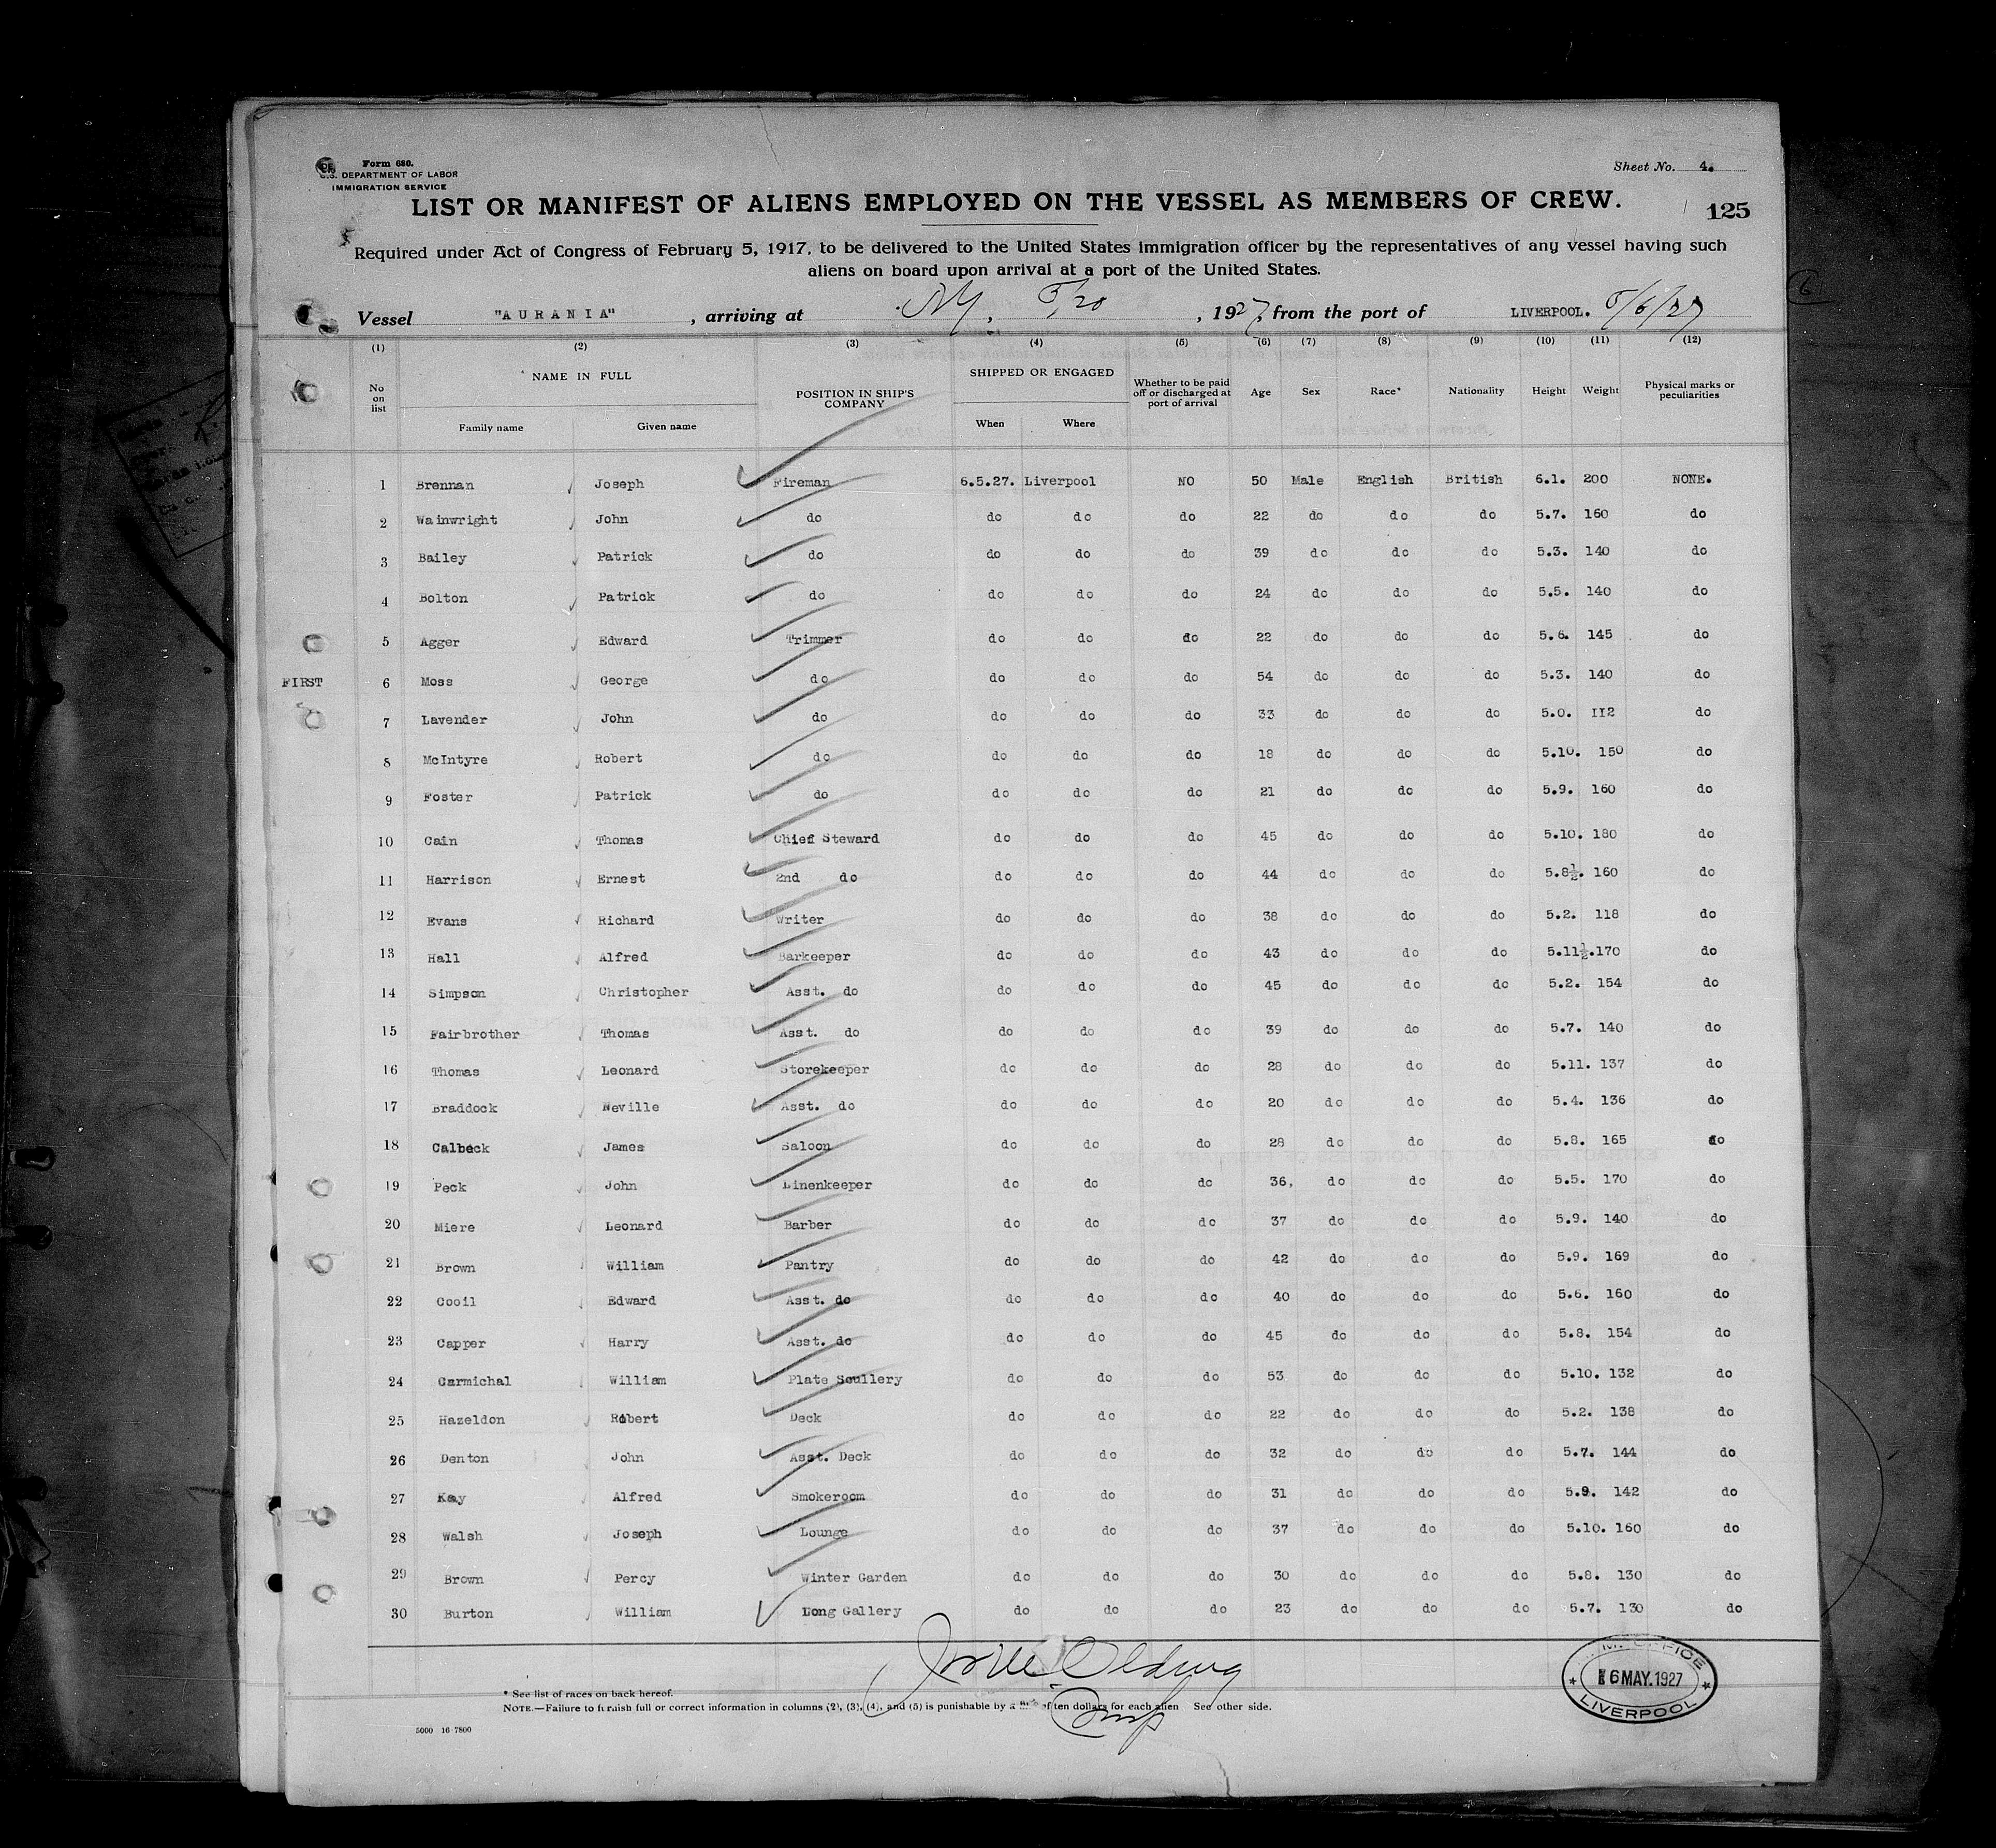 Form 680.
U.S. DEPARTMENT OF LABOR
IMMIGRATION SERVICE
Sheet No. 4.
LIST OR MANIFEST OF ALIENS EMPLOYED ON THE VESSEL AS MEMBERS OF CREW.
125
Required under Act of Congress of February 5, 1917, to be delivered to the United States immigration officer by the representatives of any vessel having such
aliens on board upon arrival at a port of the United States.
Vessel "AURANIA", arriving at NY, 5/20, 1927, from the port of LIVERPOOL. 5/6/27
(1) (2) (3) (4) (5) (6) (7) (8) (9) (10) (11) (12)
No on list NAME IN FULL Family name Given name POSITION IN SHIP'S COMPANY SHIPPED OR ENGAGED When Where Whether to be paid off or discharged at port of arrival Age Sex Race* Nationality Height Weight Physical marks or peculiarities
1 Brennan Joseph Fireman 6.5.27. Liverpool NO 50 Male English British 6.1. 200 NONE.
2 Wainwright John do do do do 22 do do do 5.7. 160 do
3 Bailey Patrick do do do do 39 do do do 5.3. 140 do
4 Bolton Patrick do do do do 24 do do do 5.5. 140 do
5 Agger Edward Trimmer do do do 22 do do do 5.6. 145 do
FIRST 6 Moss George do do do do 54 do do do 5.3. 140 do
7 Lavender John do do do do 33 do do do 5.0. II2 do
8 McIntyre Robert do do do do 18 do do do 5.10. 150 do
9 Foster Patrick do do do do 21 do do do 5.9. 160 do
10 Cain Thomas Chief Steward do do do 45 do do do 5.10. 180 do
11 Harrison Ernest 2nd do do do do 44 do do do 5.8½. 160 do
12 Evans Richard Writer do do do 38 do do do 5.2. 118 do
13 Hall Alfred Barkeeper do do do 43 do do do 5.11½. 170 do
14 Simpson Christopher Asst. do do do do 45 do do do 5.2. 154 do
15 Fairbrother Thomas Asst. do do do do 39 do do do 5.7. 140 do
16 Thomas Leonard Storekeeper do do do 28 do do do 5.11. 137 do
17 Braddock Neville Asst. do do do do 20 do do do 5.4. 136 do
18 Calbeck James Saloon do do do 28 do do do 5.8. 165 do
19 Peck John Linenkeeper do do do 36, do do do 5.5. 170 do
20 Miere Leonard Barber do do do 37 do do do 5.9. 140 do
21 Brown William Pantry do do do 42 do do do 5.9. 169 do
22 Cooil Edward Asst. do do do do 40 do do do 5.6. 160 do
23 Capper Harry Asst. do do do do 45 do do do 5.8. 154 do
24 Carmichal William Plate Scullery do do do 53 do do do 5.10. 132 do
25 Hazeldon Robert Deck do do do 22 do do do 5.2. 138 do
26 Denton John Asst. Deck do do do 32 do do do 5.7. 144 do
27 Kay Alfred Smokeroom do do do 31 do do do 5.9. 142 do
28 Walsh Joseph Lounge do do do 37 do do do 5.10. 160 do
29 Brown Percy Winter Garden do do do 30 do do do 5.8. 130 do
30 Burton William Long Gallery do do do 23 do do do 5.7. 130 do
* See list of races on back hereof.
NOTE.—Failure to furnish full or correct information in columns (2), (3), (4), and (5) is punishable by a fine of ten dollars for each alien See other side.
5000 16-7800
OFFICE
6 MAY. 1927
LIVERPOOL